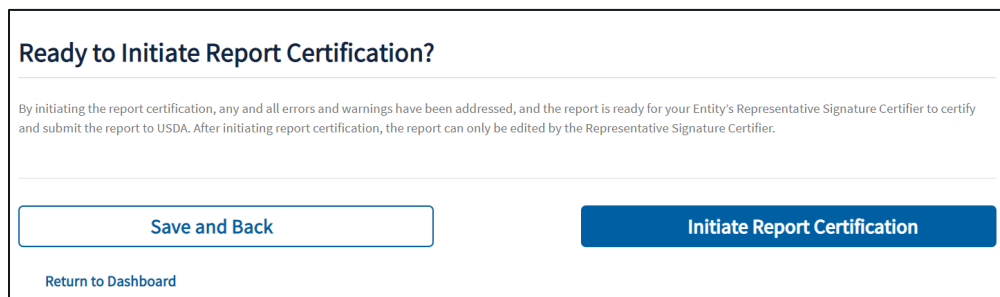 Ready to Initiate Report Certification?
By initiating the report certification, any and all errors and warnings have been addressed, and the report is ready for your Entity's Representative Signature Certifier to certify
and submit the report to USDA. After initiating report certification, the report can only be edited by the Representative Signature Certifier.
Save and Back
Initiate Report Certification
Return to Dashboard